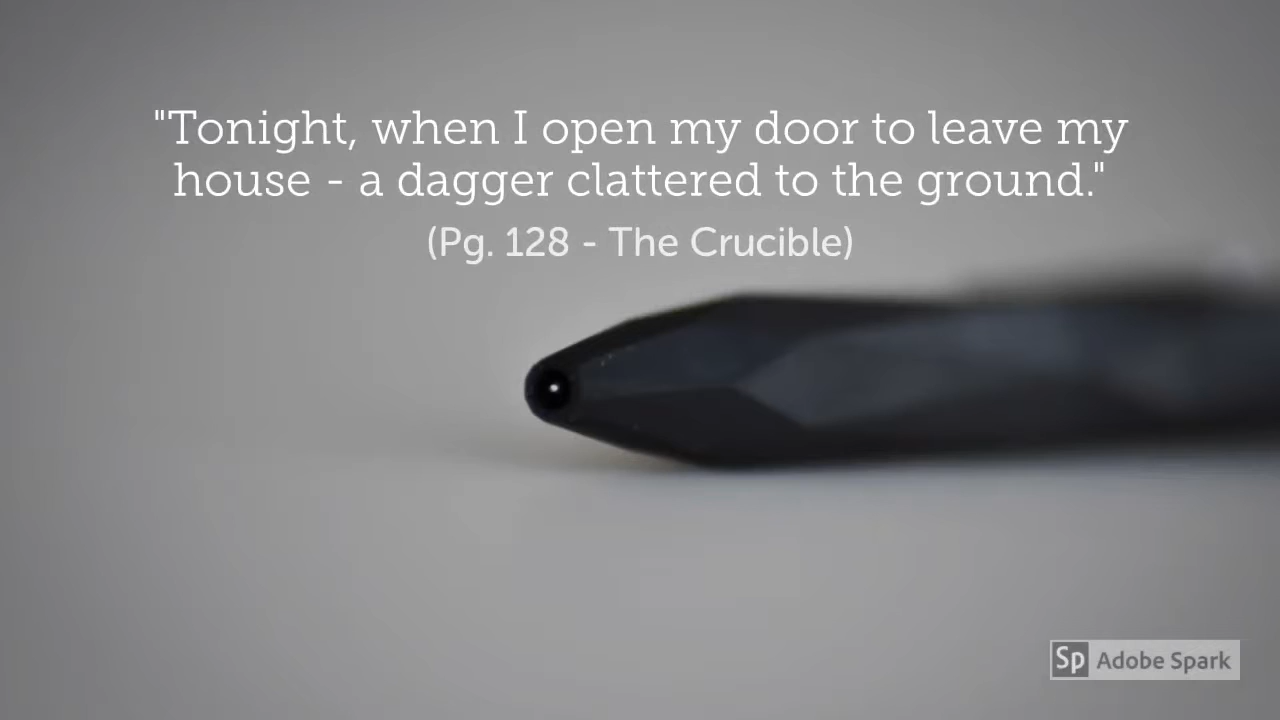 "Tonight, when I open my door to leave my
house - a dagger clattered to the ground."
(Pg. 128 - The Crucible)
Sp Adobe Spark